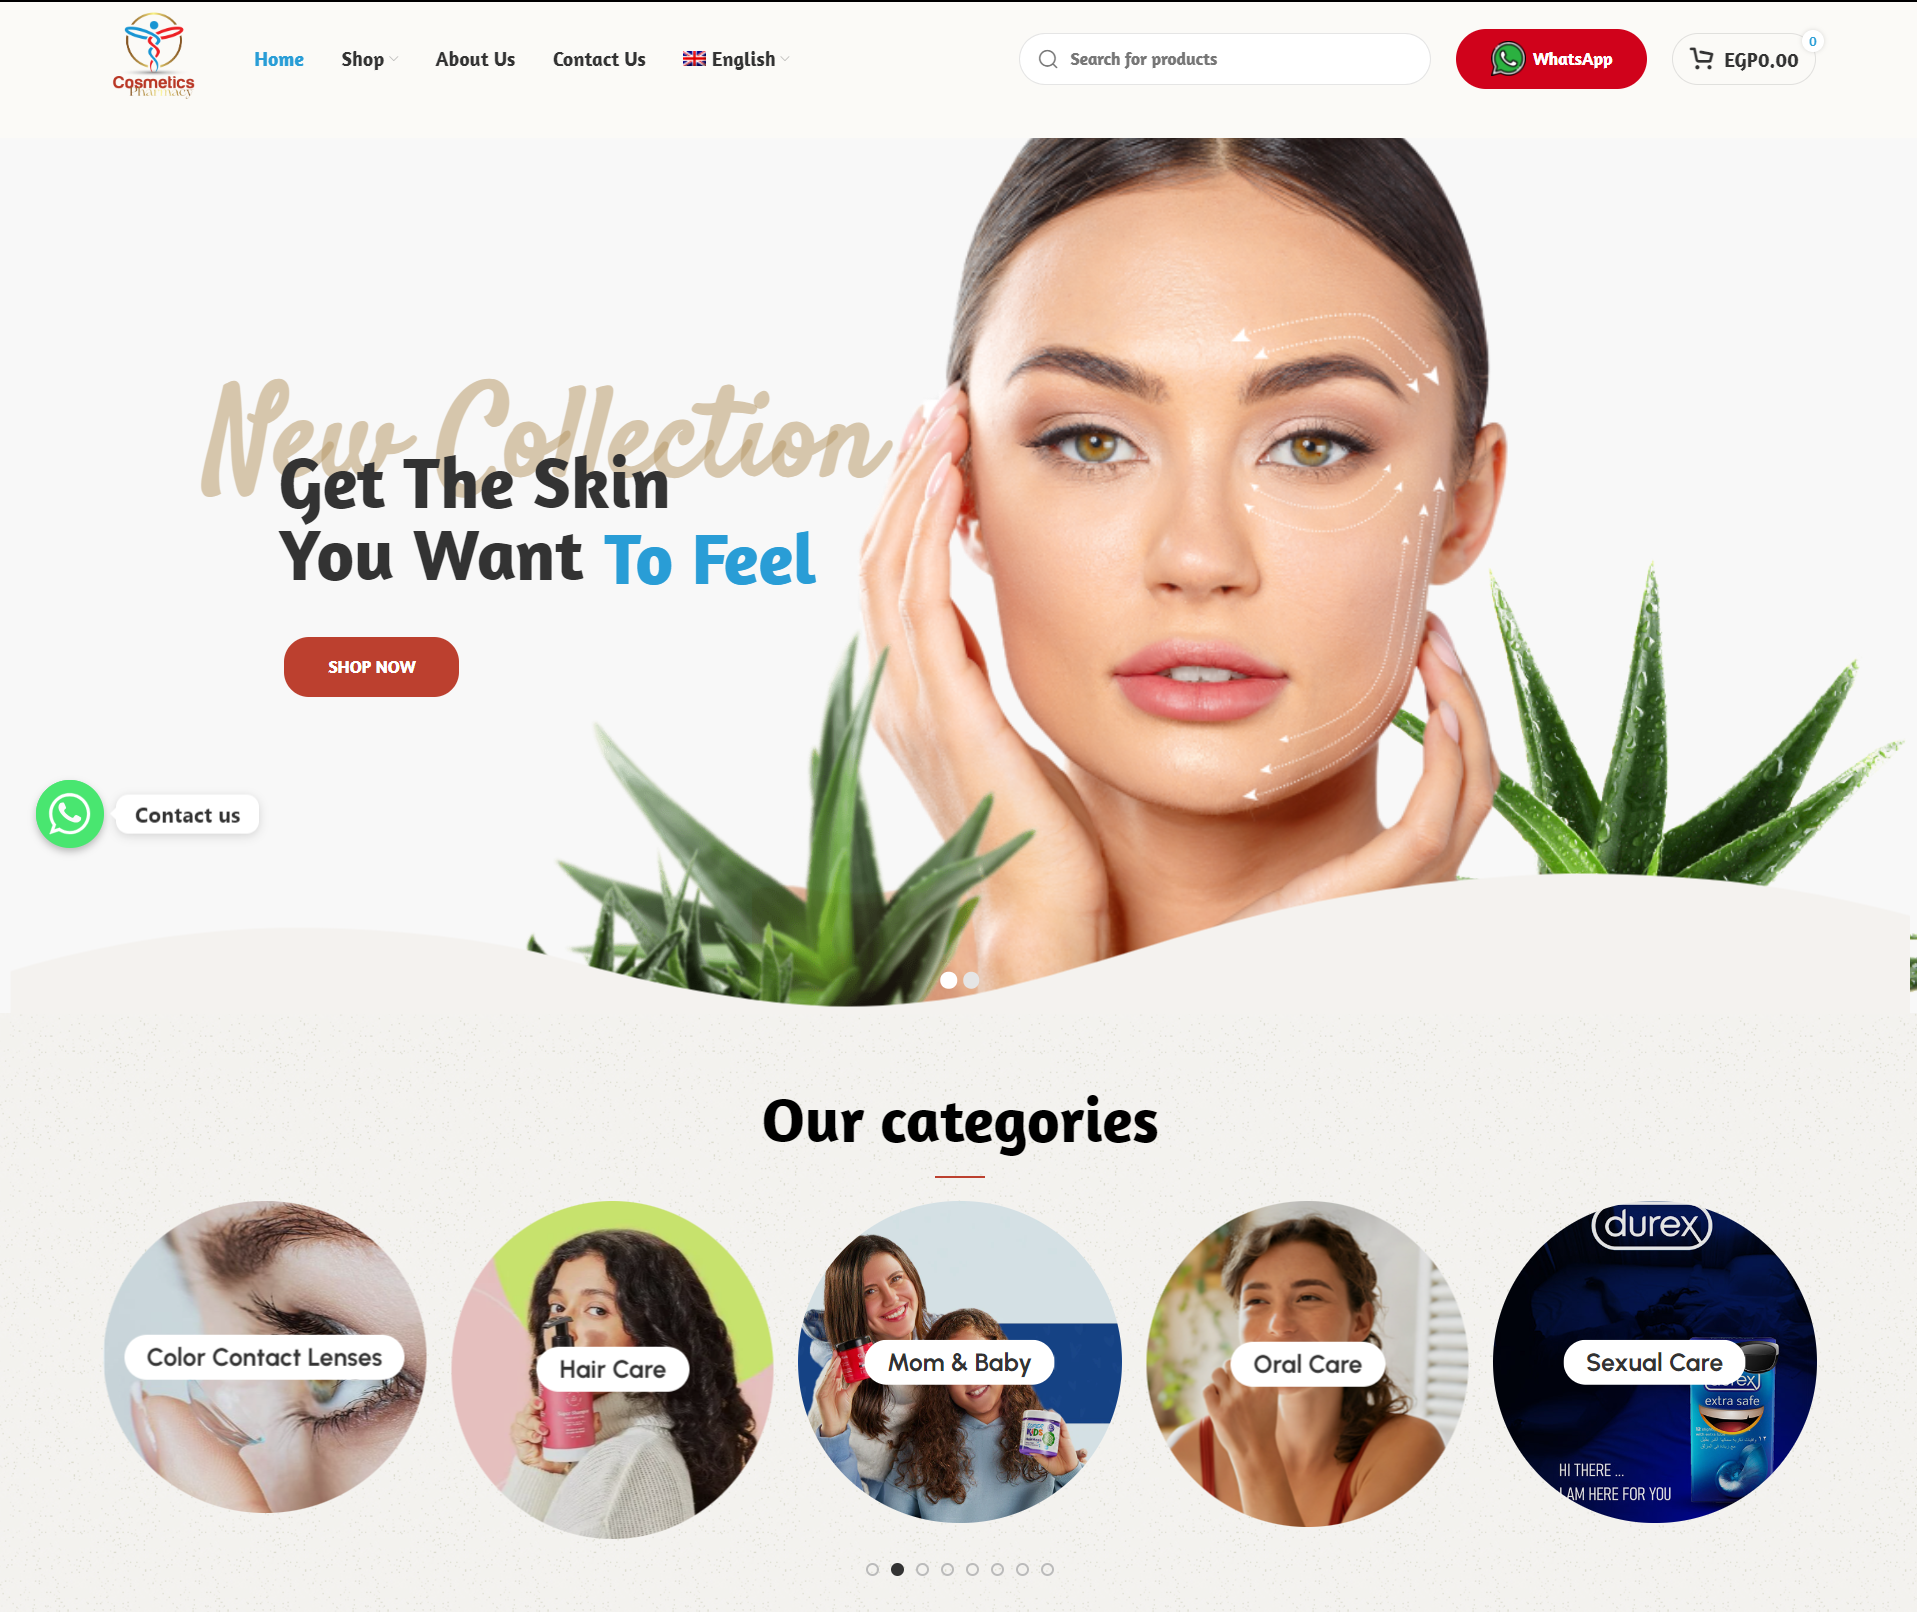 Cosmetics
Pharmacy
Home
Shop
About Us
Contact Us
English
Search for products
WhatsApp
0
EGP0.00
New Collection
Get The Skin
You Want To Feel
SHOP NOW
Contact us
Our categories
Color Contact Lenses
Hair Care
Mom & Baby
KIDS
Oral Care
durex
Sexual Care
durex
extra safe
HI THERE ...
I AM HERE FOR YOU